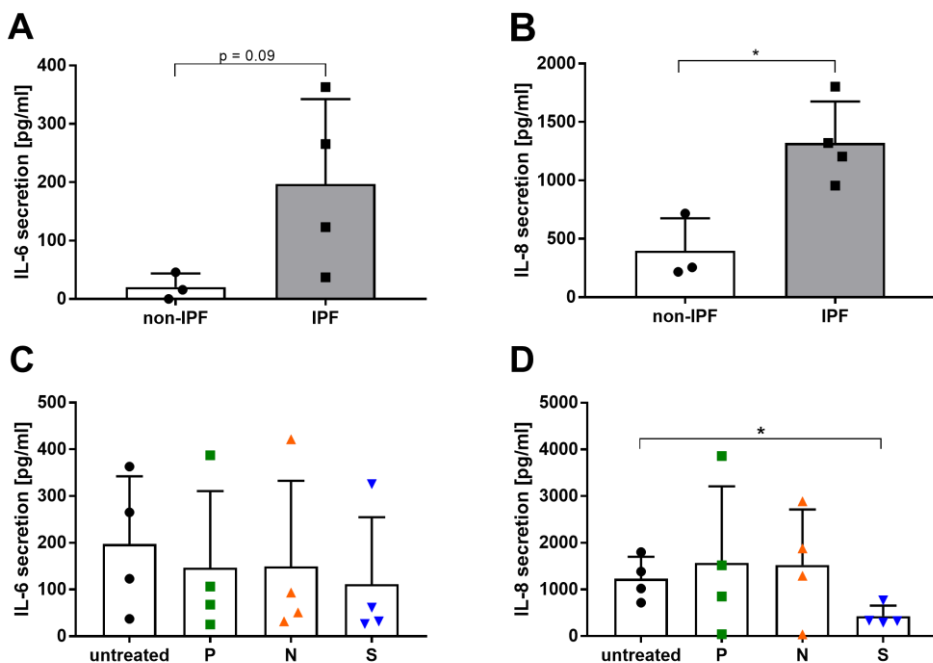 A
p = 0.09
IL-6 secretion [pg/ml]
400
300
200
100
0
non-IPF IPF
B
*
IL-8 secretion [pg/ml]
2000
1500
1000
500
0
non-IPF IPF
C
IL-6 secretion [pg/ml]
500
400
300
200
100
0
untreated P N S
D
*
IL-8 secretion [pg/ml]
5000
4000
3000
2000
1000
0
untreated P N S